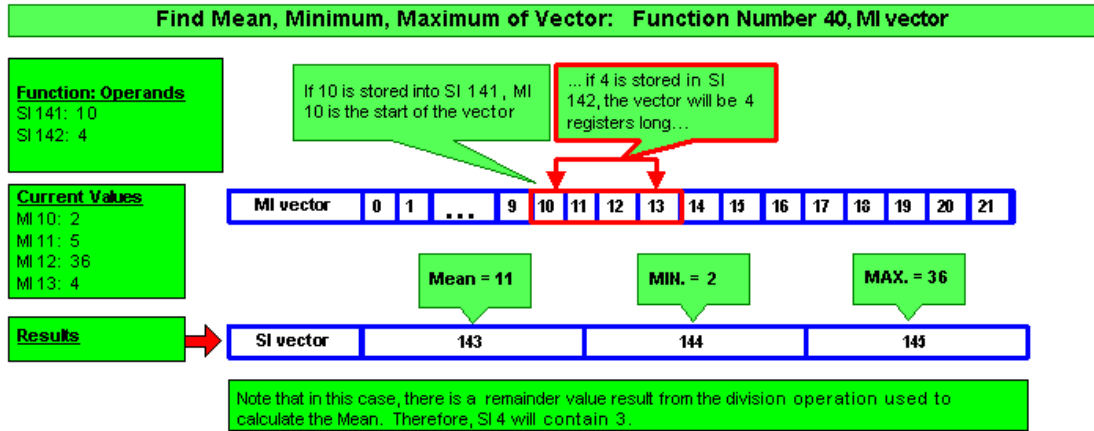 Find Mean, Minimum, Maximum of Vector: Function Number 40, MI vector
Function: Operands
SI 141: 10
SI 142: 4
If 10 is stored into SI 141, MI
10 is the start of the vector
... if 4 is stored in SI
142, the vector will be 4
registers long...
Current Values
MI 10: 2
MI 11: 5
MI 12: 36
MI 13: 4
MI vector 0 1 ... 9 10 11 12 13 14 15 16 17 18 19 20 21
Mean = 11
MIN. = 2
MAX. = 36
Results
SI vector 143 144 145
Note that in this case, there is a remainder value result from the division operation used to
calculate the Mean. Therefore, SI 4 will contain 3.